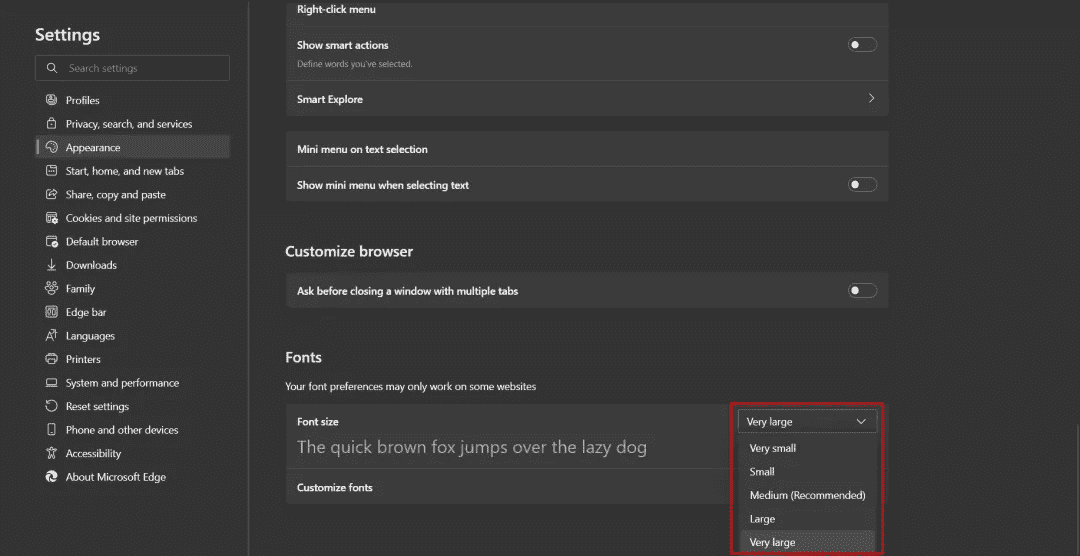 Settings
Search settings
Profiles
Privacy, search, and services
Appearance
Start, home, and new tabs
Share, copy and paste
Cookies and site permissions
Default browser
Downloads
Family
Edge bar
Languages
Printers
System and performance
Reset settings
Phone and other devices
Accessibility
About Microsoft Edge
Right-click menu
Show smart actions
Define words you've selected.
Smart Explore
Mini menu on text selection
Show mini menu when selecting text
Customize browser
Ask before closing a window with multiple tabs
Fonts
Your font preferences may only work on some websites
Font size
The quick brown fox jumps over the lazy dog
Customize fonts
Very large
Very small
Small
Medium (Recommended)
Large
Very large